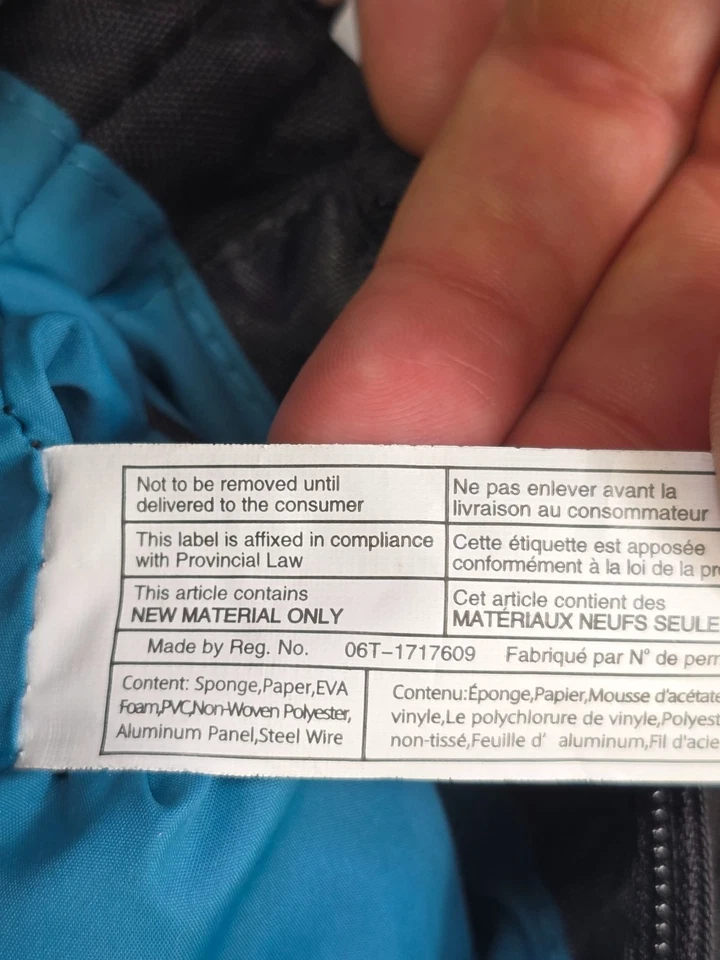 Not to be removed until
delivered to the consumer
Ne pas enlever avant la
livraison au consommateur
This label is affixed in compliance
with Provincial Law
Cette étiquette est apposée
conformément à la loi de la
This article contains
NEW MATERIAL ONLY
Cet article contient des
MATÉRIAUX NEUFS
Made by Reg. No. 06T-1717609 Fabriqué par N° de
Content: Sponge,Paper,EVA
Foam,PVC,Non-Woven Polyester,
Aluminum Panel,Steel Wire
Contenu:Éponge,Papier,Mousse d'acétate
vinyle,Le polychlorure de vinyle,
non-tissé,Feuille d' aluminum,Fil